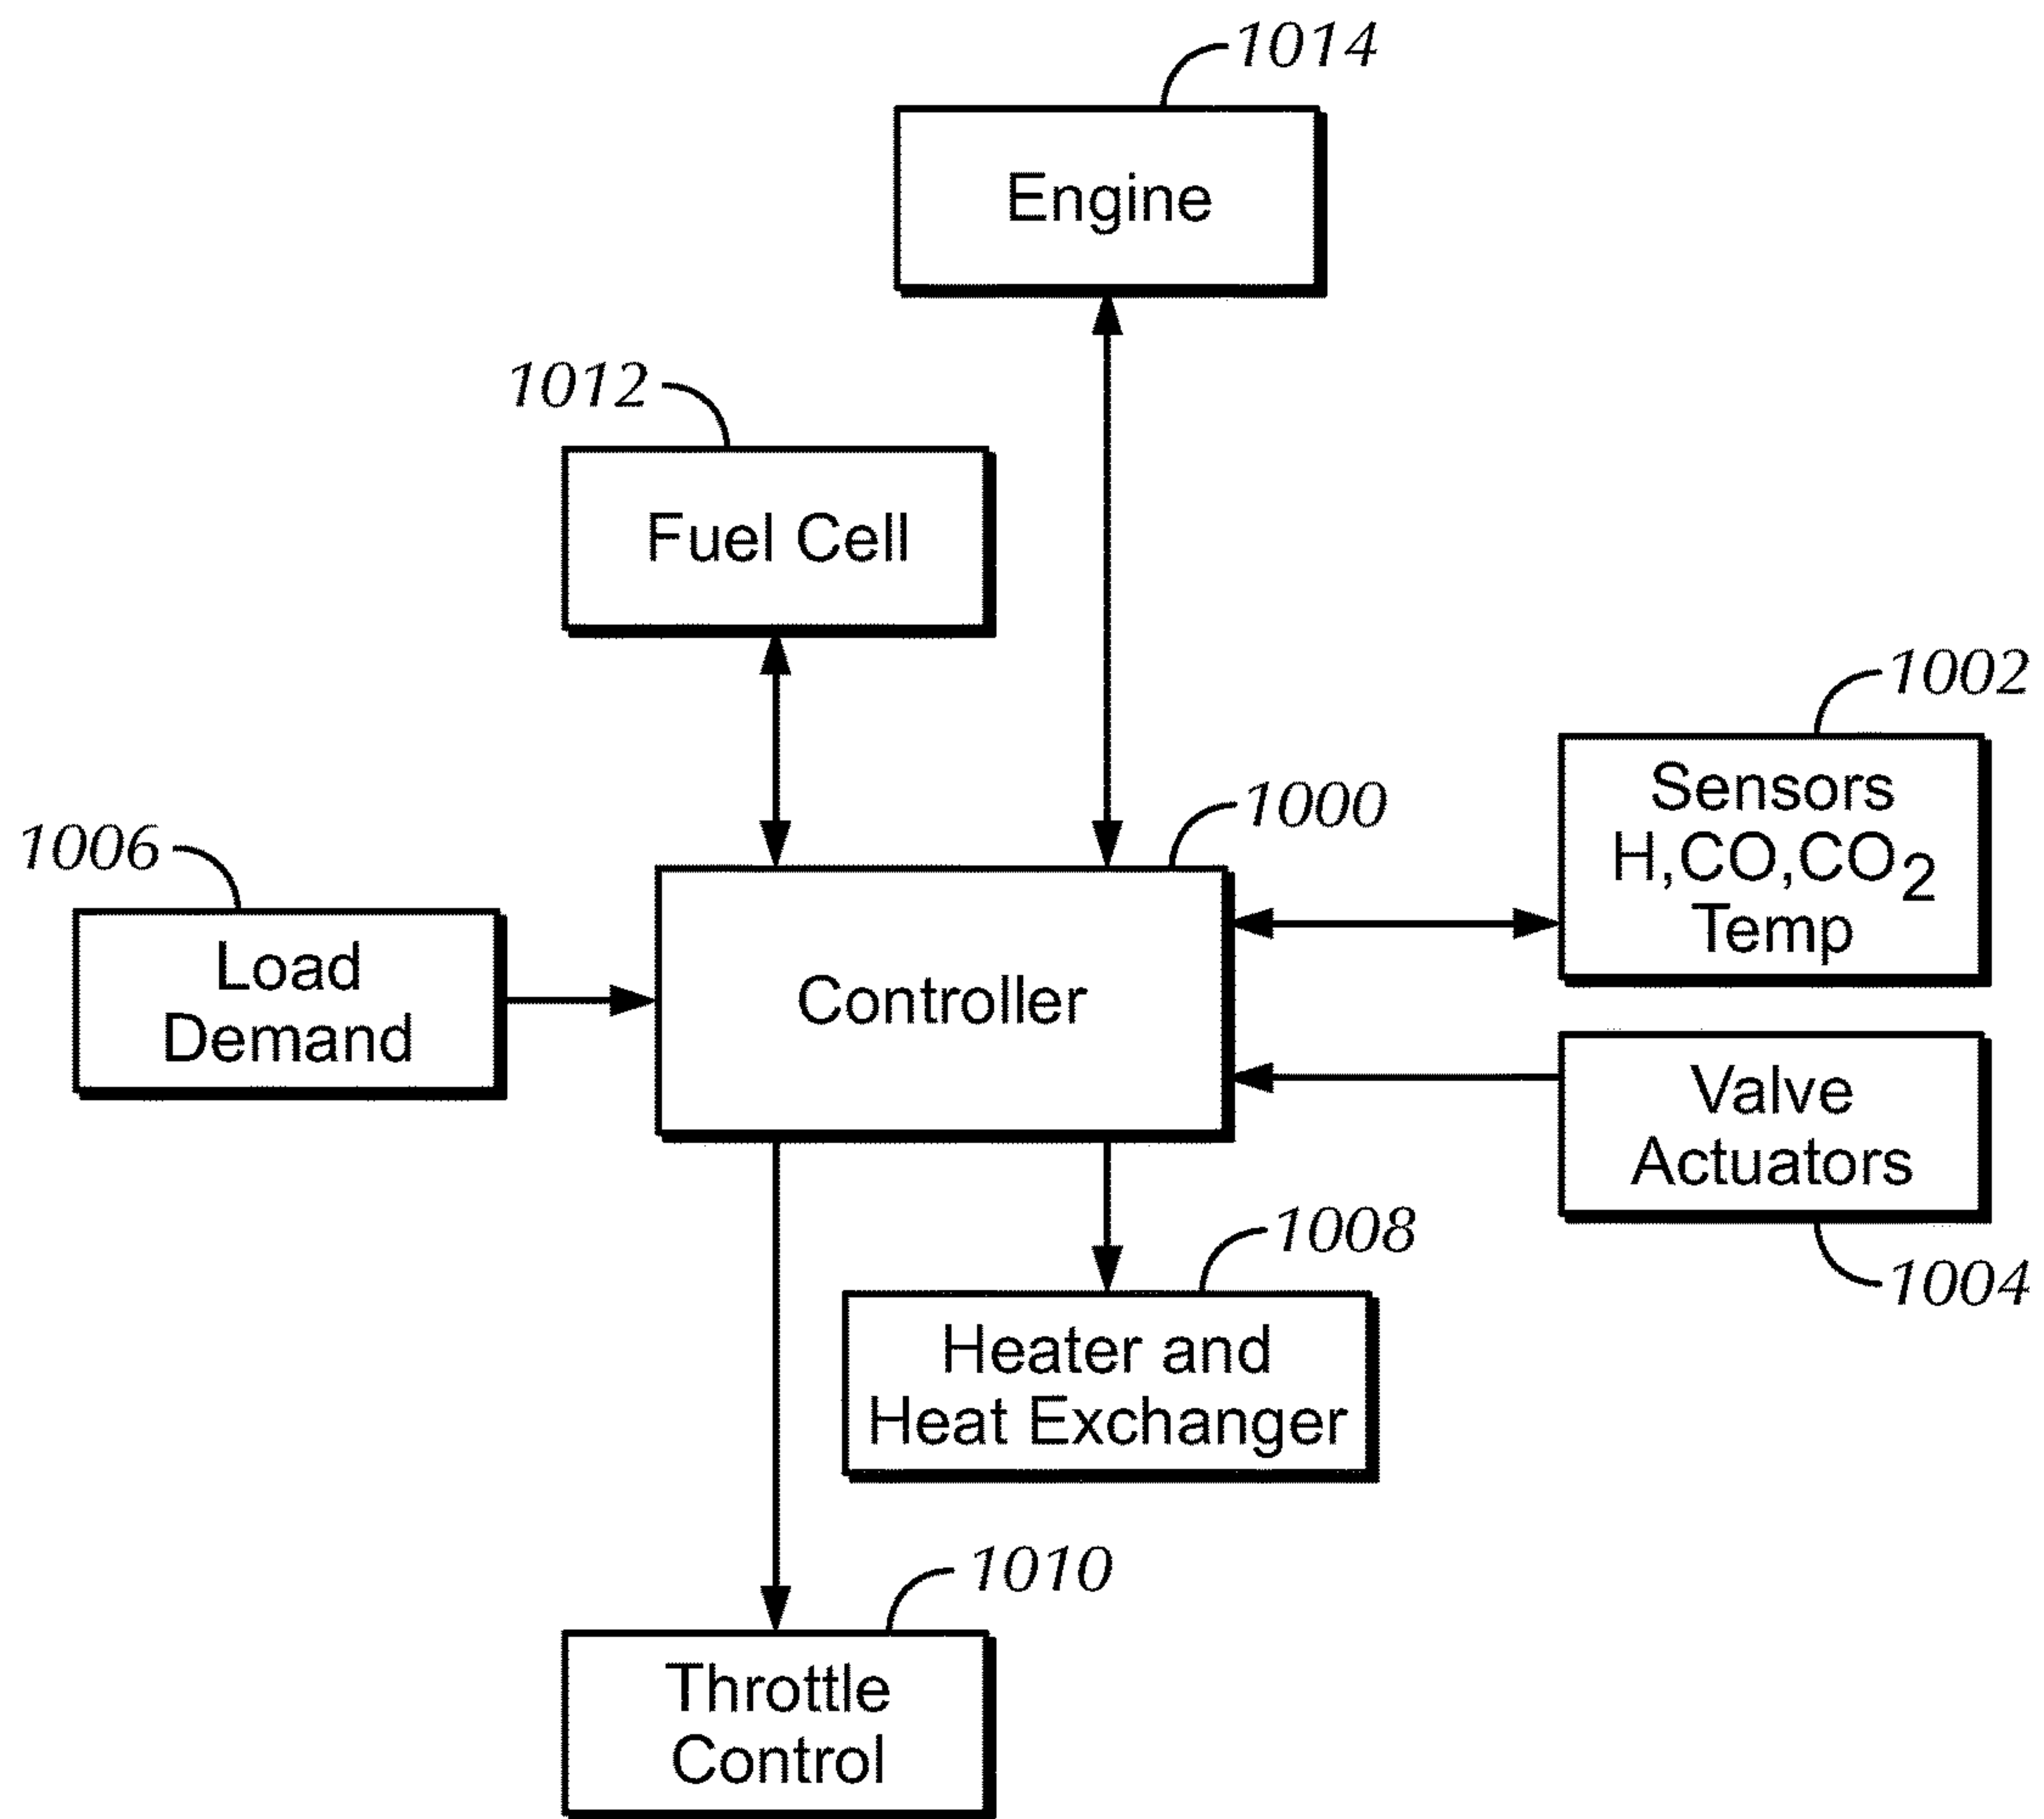 1014
Engine
1012
Fuel Cell
1002
Sensors
H,CO,CO₂
Temp
1000
Controller
1006
Load
Demand
Valve
Actuators
1004
1008
Heater and
Heat Exchanger
1010
Throttle
Control